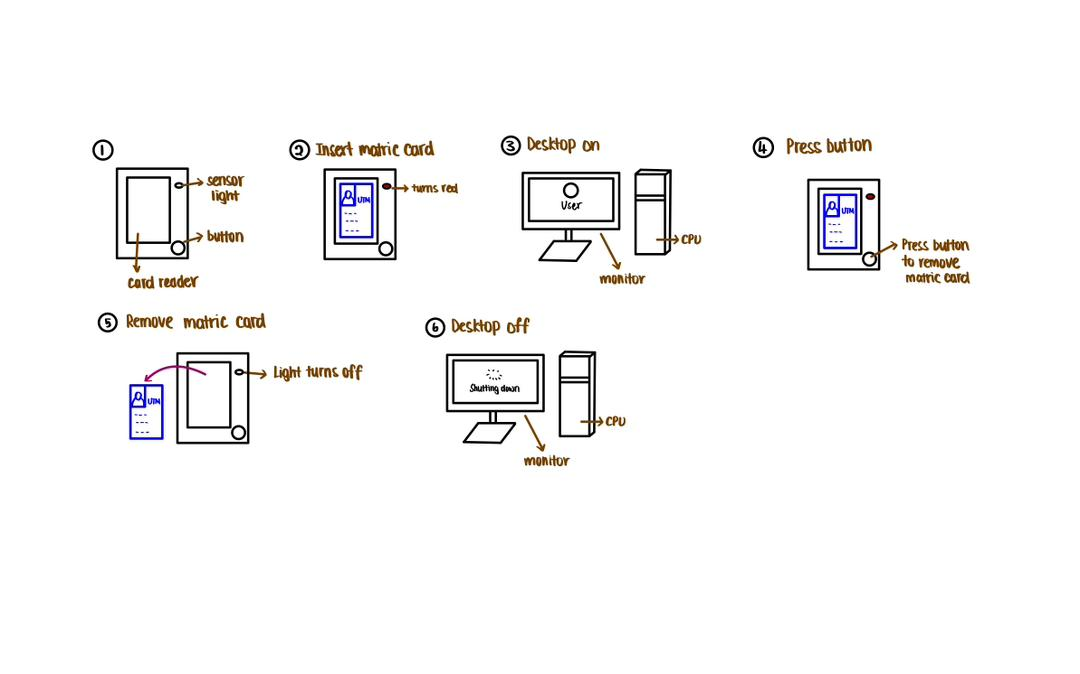 1
sensor
light
button
card reader
2 Insert matric card
UTM
turns red
3 Desktop on
User
CPU
monitor
4 Press button
UTM
Press button
to remove
matric card
5 Remove matric card
UTM
Light turns off
6 Desktop off
Shutting down
CPU
monitor